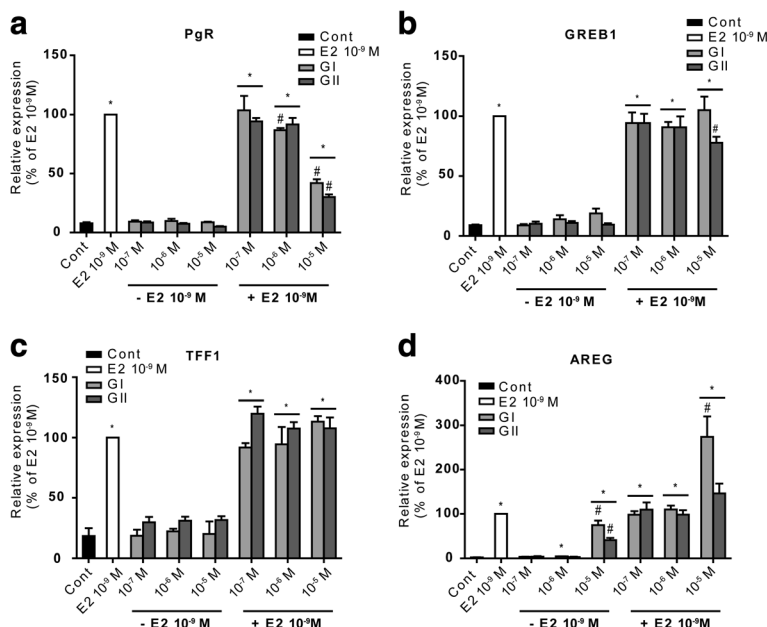 a
PgR
Cont
E2 10⁻⁹ M
GI
GII
Relative expression
(% of E2 10⁻⁹M)
150
100
50
0
*
*
*
#
*
#
#
Cont
E2 10⁻⁹ M
10⁻⁷ M
10⁻⁶ M
10⁻⁵ M
10⁻⁷ M
10⁻⁶ M
10⁻⁵ M
- E2 10⁻⁹ M
+ E2 10⁻⁹M
b
GREB1
Cont
E2 10⁻⁹ M
GI
GII
Relative expression
(% of E2 10⁻⁹M)
150
100
50
0
*
*
*
*
#
Cont
E2 10⁻⁹ M
10⁻⁷ M
10⁻⁶ M
10⁻⁵ M
10⁻⁷ M
10⁻⁶ M
10⁻⁵ M
- E2 10⁻⁹ M
+ E2 10⁻⁹M
c
TFF1
Cont
E2 10⁻⁹ M
GI
GII
Relative expression
(% of E2 10⁻⁹M)
150
100
50
0
*
*
*
*
Cont
E2 10⁻⁹ M
10⁻⁷ M
10⁻⁶ M
10⁻⁵ M
10⁻⁷ M
10⁻⁶ M
10⁻⁵ M
- E2 10⁻⁹ M
+ E2 10⁻⁹M
d
AREG
Cont
E2 10⁻⁹ M
GI
GII
Relative expression
(% of E2 10⁻⁹M)
400
300
200
100
0
*
*
*
#
#
*
*
*
#
Cont
E2 10⁻⁹ M
10⁻⁷ M
10⁻⁶ M
10⁻⁵ M
10⁻⁷ M
10⁻⁶ M
10⁻⁵ M
- E2 10⁻⁹ M
+ E2 10⁻⁹M